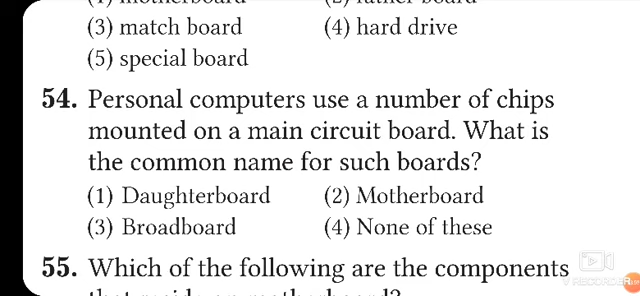 (3) match board (4) hard drive
(5) special board
54. Personal computers use a number of chips
mounted on a main circuit board. What is
the common name for such boards?
(1) Daughterboard (2) Motherboard
(3) Broadboard (4) None of these
55. Which of the following are the components
V RECORDER